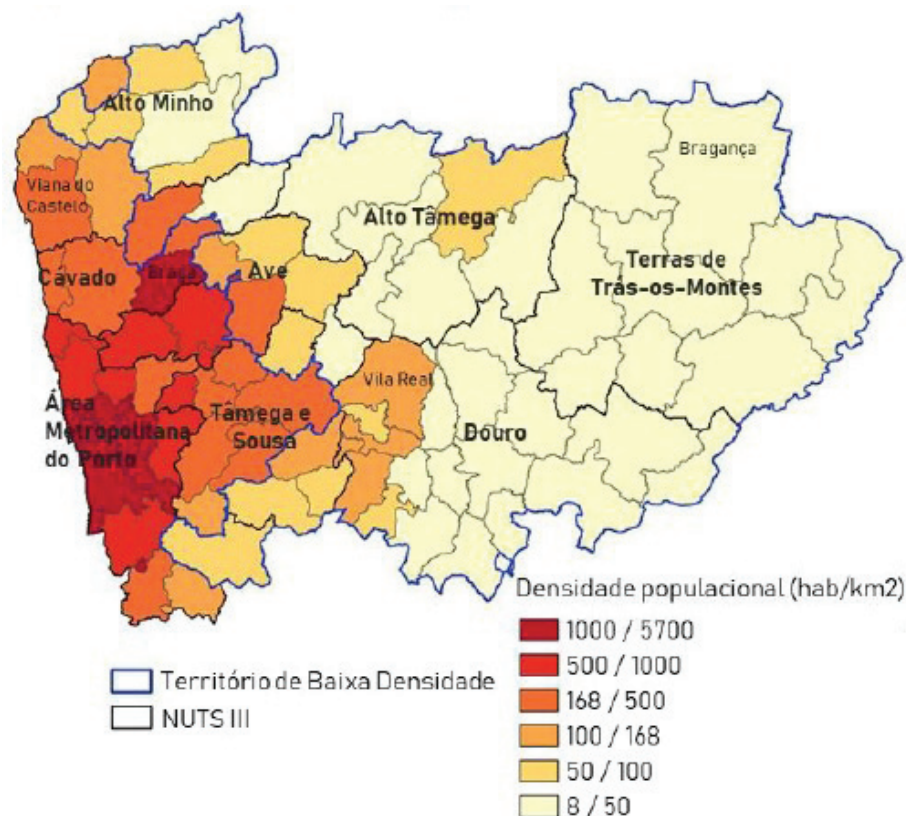 Alto Minho
Bragança
Viana do
Castelo
Alto Tâmega
Cávado
Braga
Ave
Terras de
Trás-os-Montes
Vila Real
Área
Metropolitana
do Porto
Tâmega e
Sousa
Douro
Densidade populacional (hab/km2)
1000 / 5700
500 / 1000
168 / 500
100 / 168
50 / 100
8 / 50
Território de Baixa Densidade
NUTS III